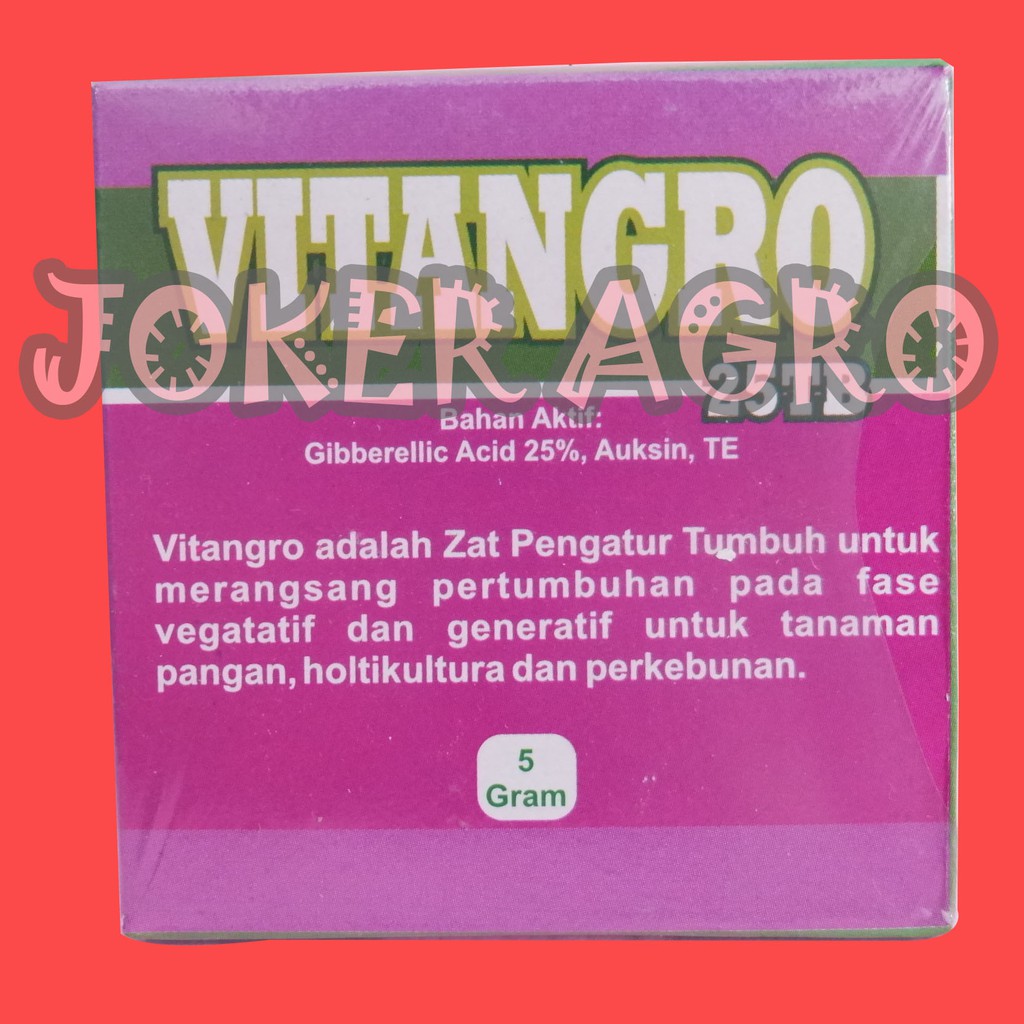 VITANGRO
JOKER AGRO
25TB
Bahan Aktif:
Gibberellic Acid 25%, Auksin, TE
Vitangro adalah Zat Pengatur Tumbuh untuk
merangsang pertumbuhan pada fase
vegatatif dan generatif untuk tanaman
pangan, holtikultura dan perkebunan.
5
Gram